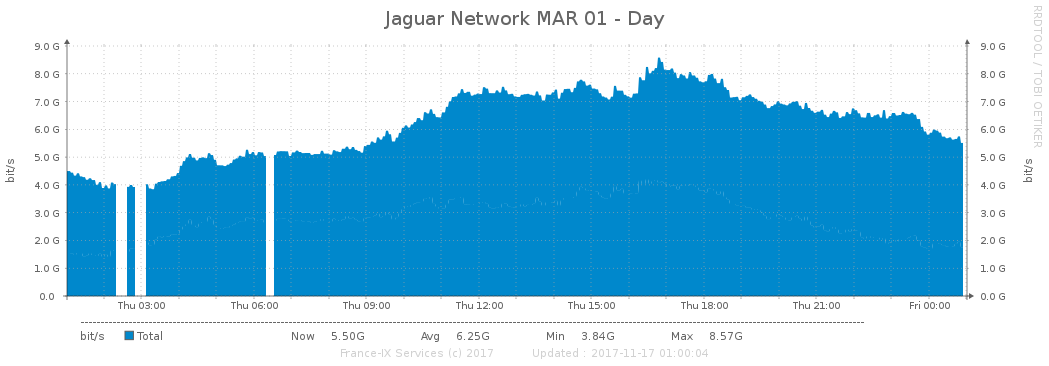 Jaguar Network MAR 01 - Day
RRDTOOL / TOBI OETIKER
9.0 G 9.0 G
8.0 G 8.0 G
7.0 G 7.0 G
6.0 G 6.0 G
5.0 G 5.0 G
4.0 G 4.0 G
3.0 G 3.0 G
2.0 G 2.0 G
1.0 G 1.0 G
0.0 0.0 G
bit/s
bit/s
Thu 03:00 Thu 06:00 Thu 09:00 Thu 12:00 Thu 15:00 Thu 18:00 Thu 21:00 Fri 00:00
bit/s Total Now 5.50G Avg 6.25G Min 3.84G Max 8.57G
France-IX Services (c) 2017 Updated : 2017-11-17 01:00:04